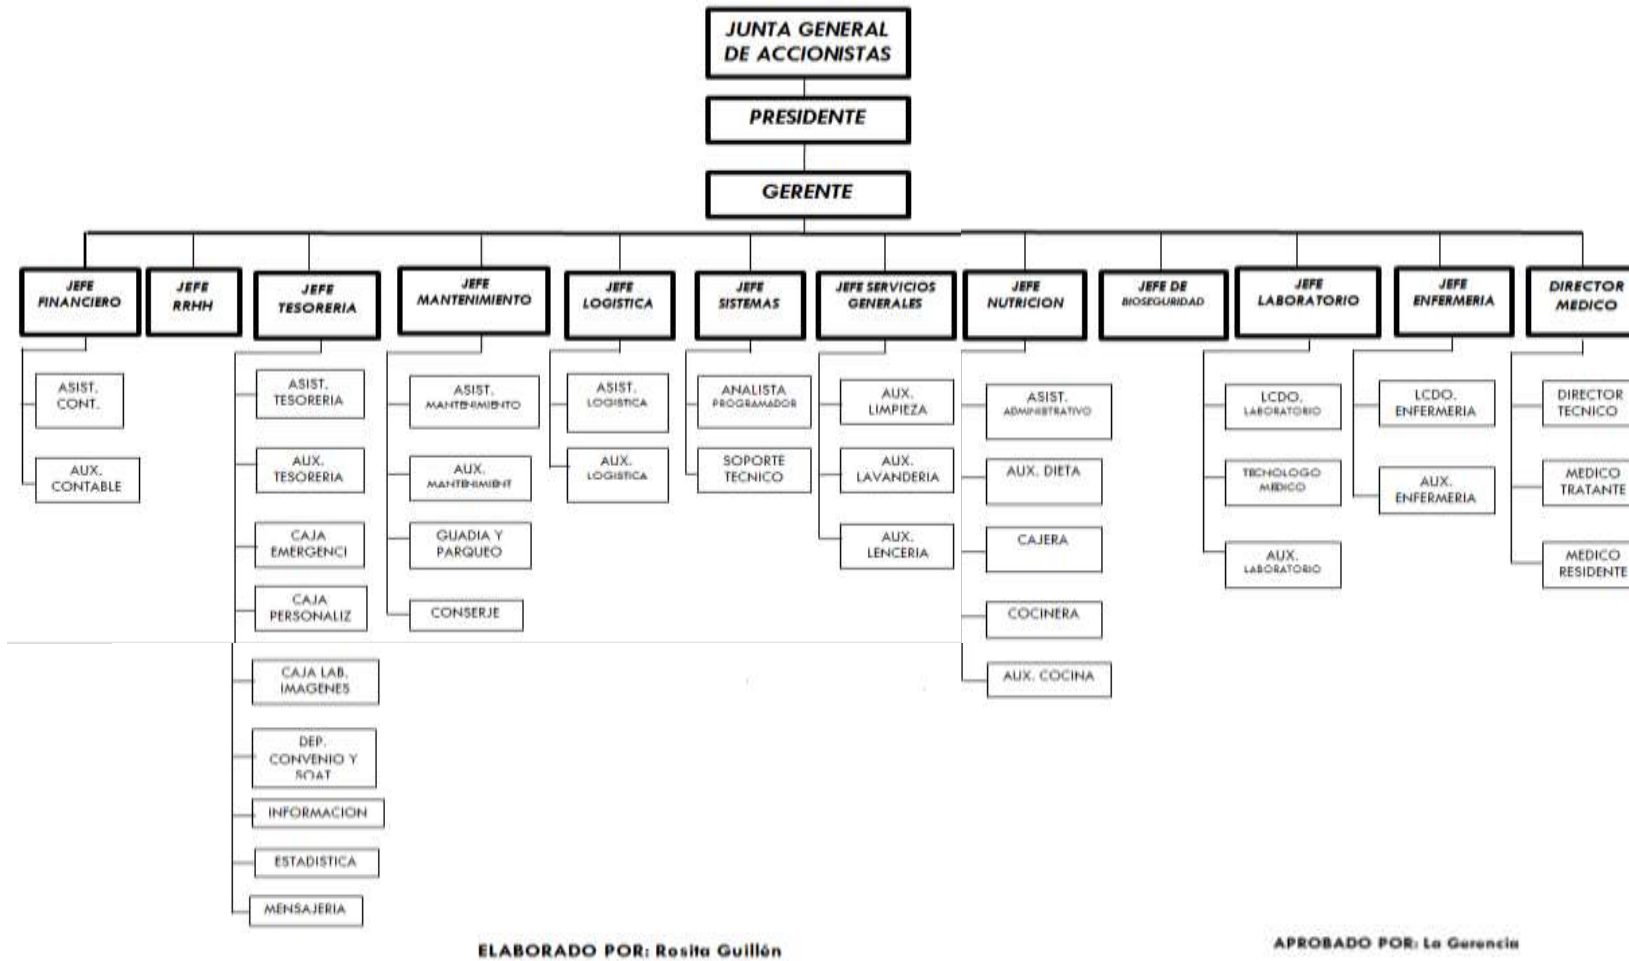 JUNTA GENERAL
DE ACCIONISTAS
PRESIDENTE
GERENTE
JEFE
FINANCIERO
JEFE
RRHH
JEFE
TESORERIA
JEFE
MANTENIMIENTO
JEFE
LOGISTICA
JEFE
SISTEMAS
JEFE SERVICIOS
GENERALES
JEFE
NUTRICION
JEFE DE
BIOSEGURIDAD
JEFE
LABORATORIO
JEFE
ENFERMERIA
DIRECTOR
MEDICO
ASIST.
CONT.
AUX.
CONTABLE
ASIST.
TESORERIA
AUX.
TESORERIA
CAJA
EMERGENCI
CAJA
PERSONALIZ
CAJA LAB.
IMAGENES
DEP.
CONVENIO Y
SOAT
INFORMACION
ESTADISTICA
MENSAJERIA
ASIST.
MANTENIMIENTO
AUX.
MANTENIMIENT
GUADIA Y
PARQUEO
CONSERJE
ASIST.
LOGISTICA
AUX.
LOGISTICA
ANALISTA
PROGRAMADOR
SOPORTE
TECNICO
AUX.
LIMPIEZA
AUX.
LAVANDERIA
AUX.
LENCERIA
ASIST.
ADMINISTRATIVO
AUX. DIETA
CAJERA
COCINERA
AUX. COCINA
LCDO.
LABORATORIO
TECNOLOGO
MEDICO
AUX.
LABORATORIO
LCDO.
ENFERMERIA
AUX.
ENFERMERIA
DIRECTOR
TECNICO
MEDICO
TRATANTE
MEDICO
RESIDENTE
ELABORADO POR: Rosita Guillén
APROBADO POR: La Gerencia